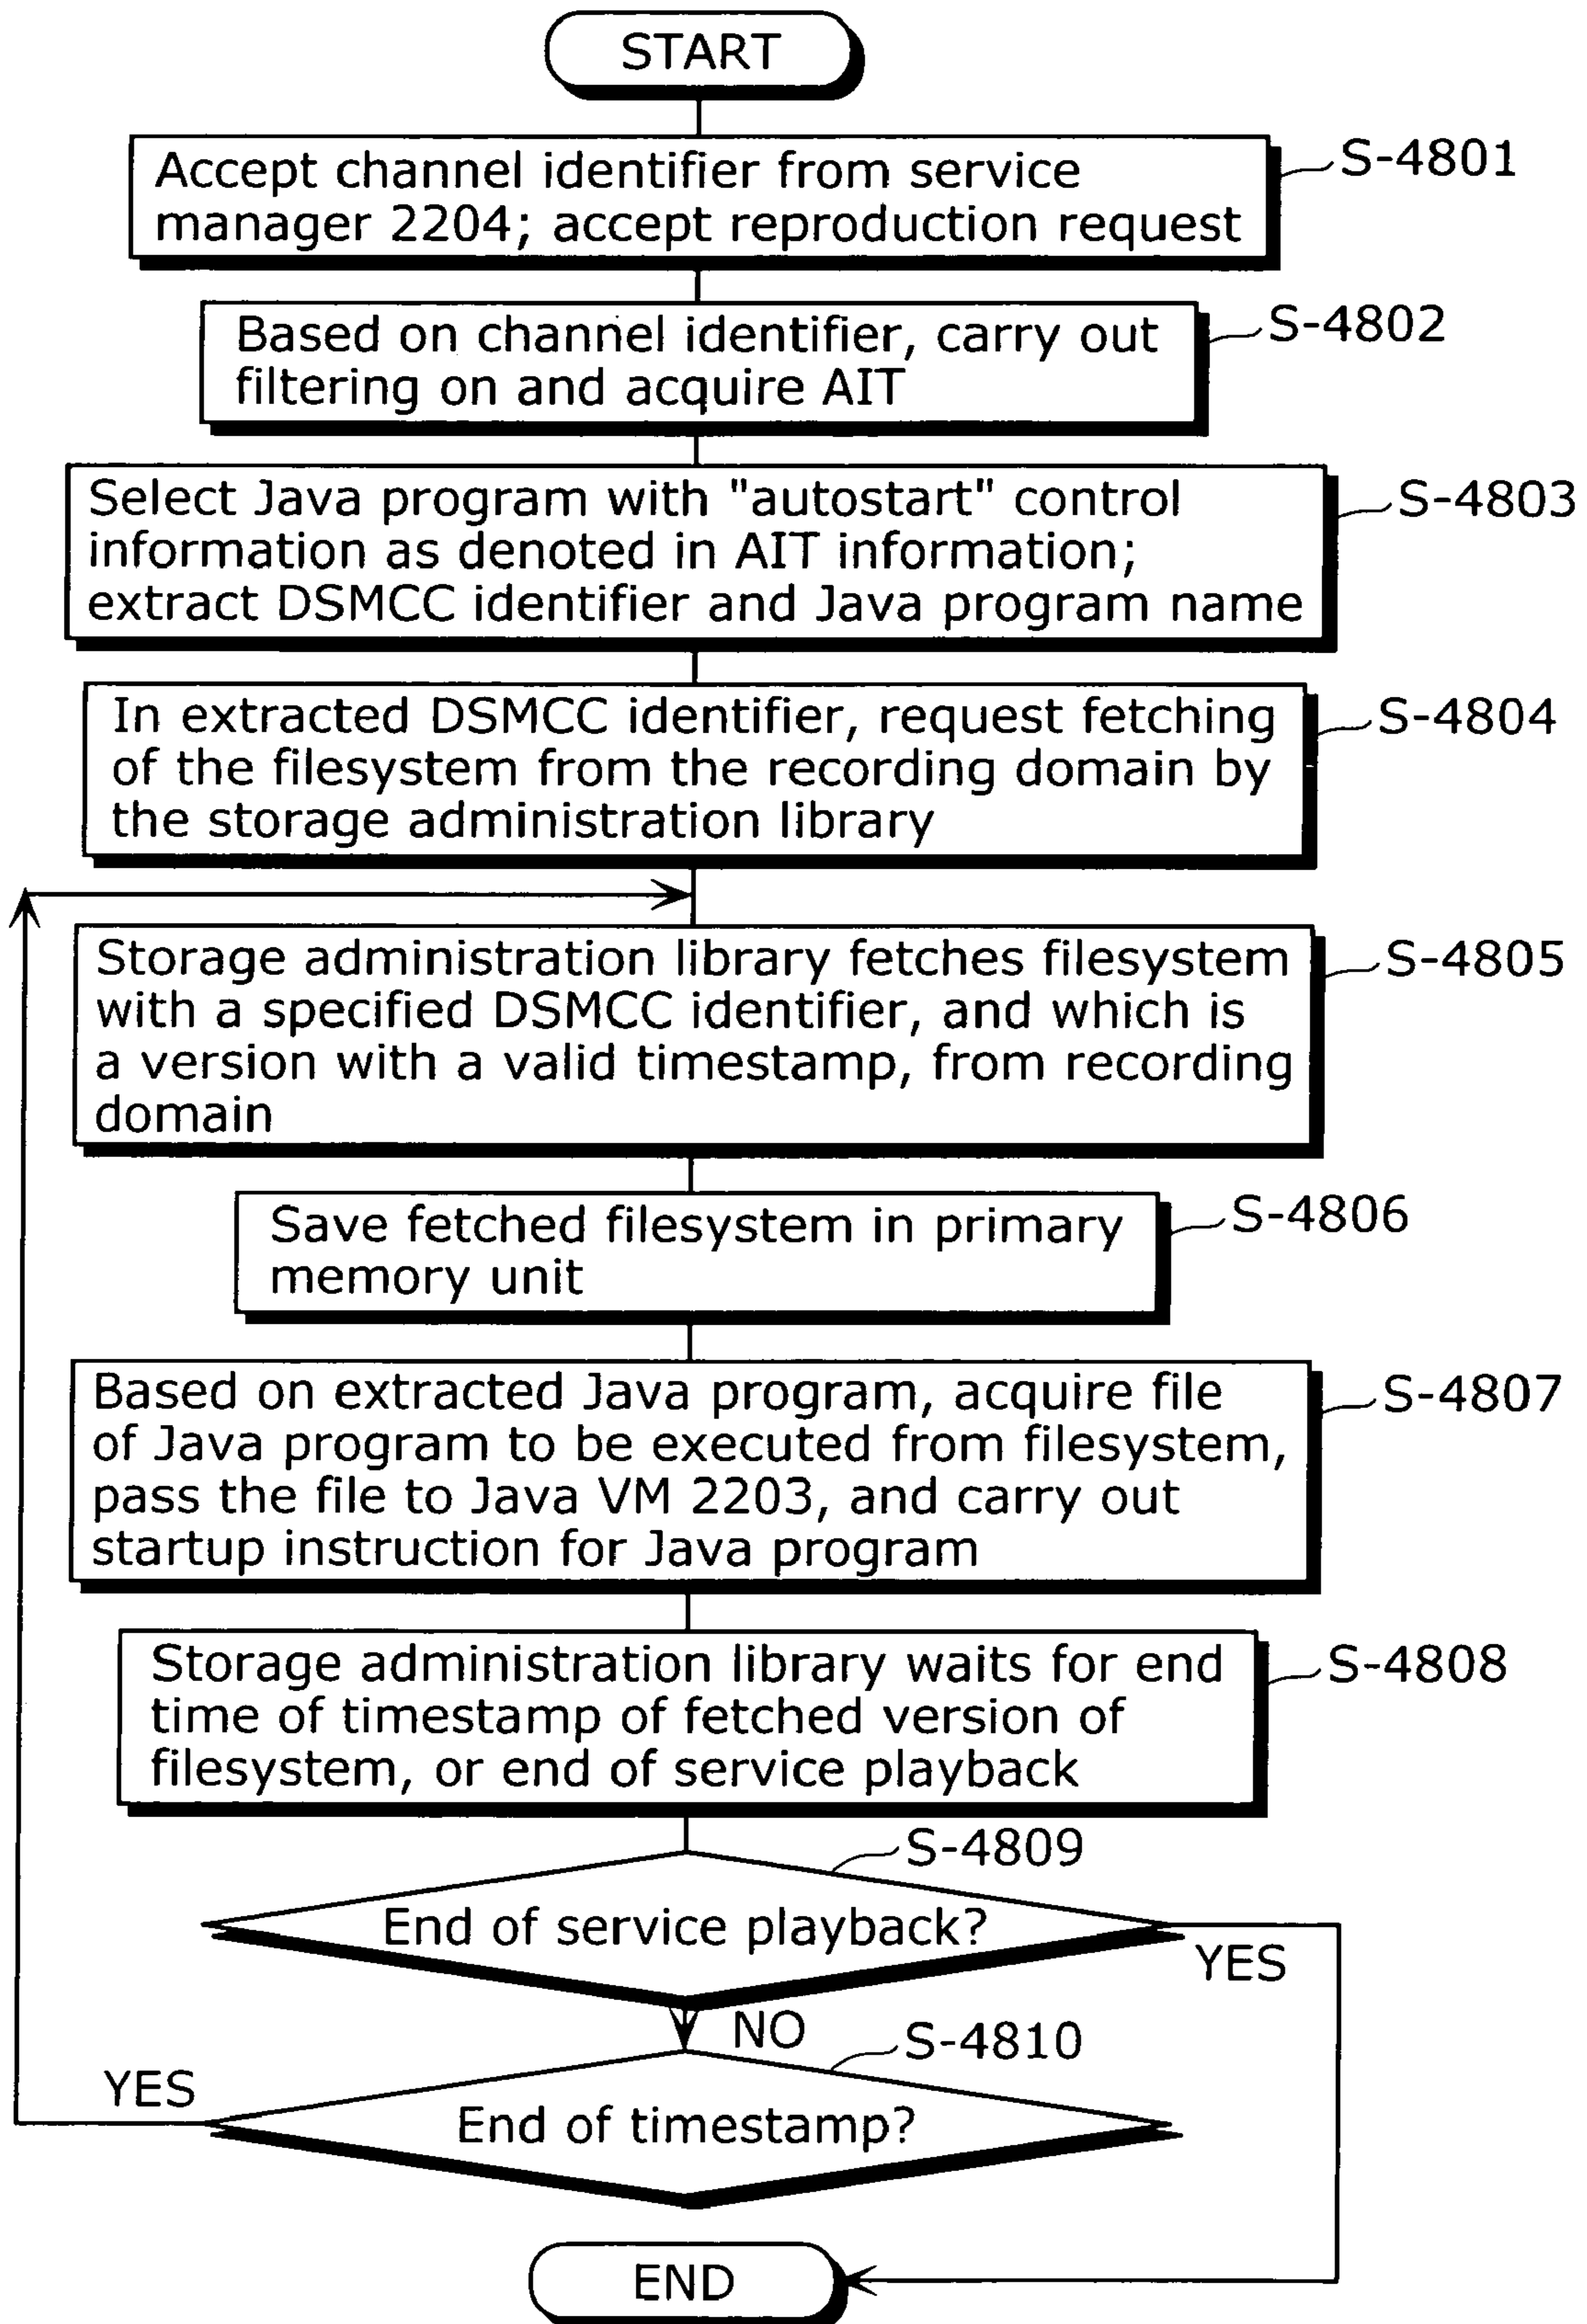 START
Accept channel identifier from service
manager 2204; accept reproduction request
S-4801
Based on channel identifier, carry out
filtering on and acquire AIT
S-4802
Select Java program with "autostart" control
information as denoted in AIT information;
extract DSMCC identifier and Java program name
S-4803
In extracted DSMCC identifier, request fetching
of the filesystem from the recording domain by
the storage administration library
S-4804
Storage administration library fetches filesystem
with a specified DSMCC identifier, and which is
a version with a valid timestamp, from recording
domain
S-4805
Save fetched filesystem in primary
memory unit
S-4806
Based on extracted Java program, acquire file
of Java program to be executed from filesystem,
pass the file to Java VM 2203, and carry out
startup instruction for Java program
S-4807
Storage administration library waits for end
time of timestamp of fetched version of
filesystem, or end of service playback
S-4808
S-4809
End of service playback?
YES
NO
S-4810
YES
End of timestamp?
END